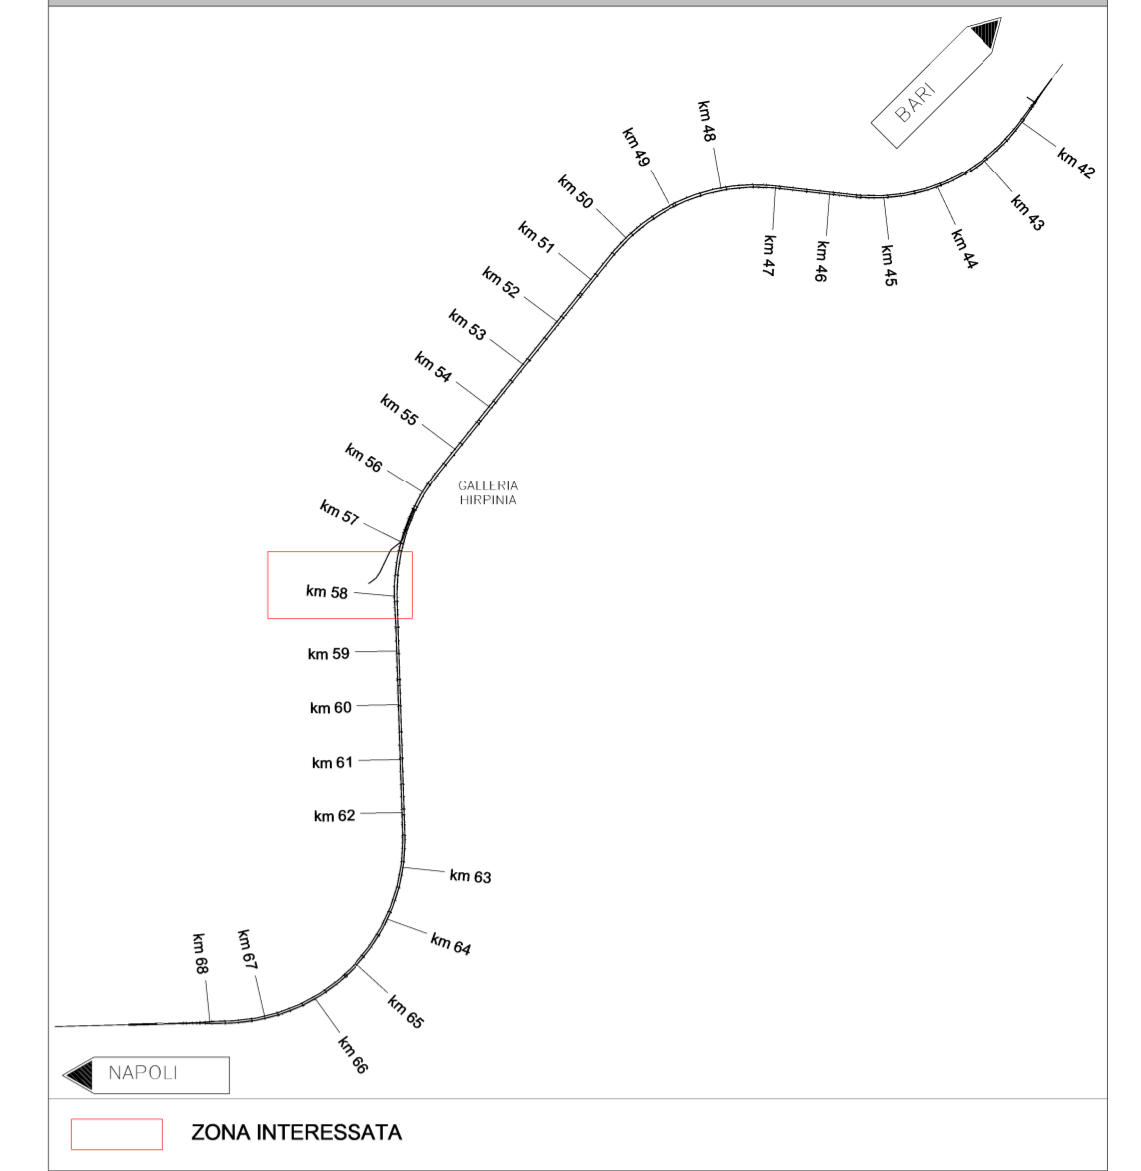 BARI
km 42
km 43
km 44
km 45
km 46
km 47
km 48
km 49
km 50
km 51
km 52
km 53
km 54
km 55
km 56
GALLERIA
HIRPINIA
km 57
km 58
km 59
km 60
km 61
km 62
km 63
km 64
km 65
km 66
km 67
km 68
NAPOLI
ZONA INTERESSATA